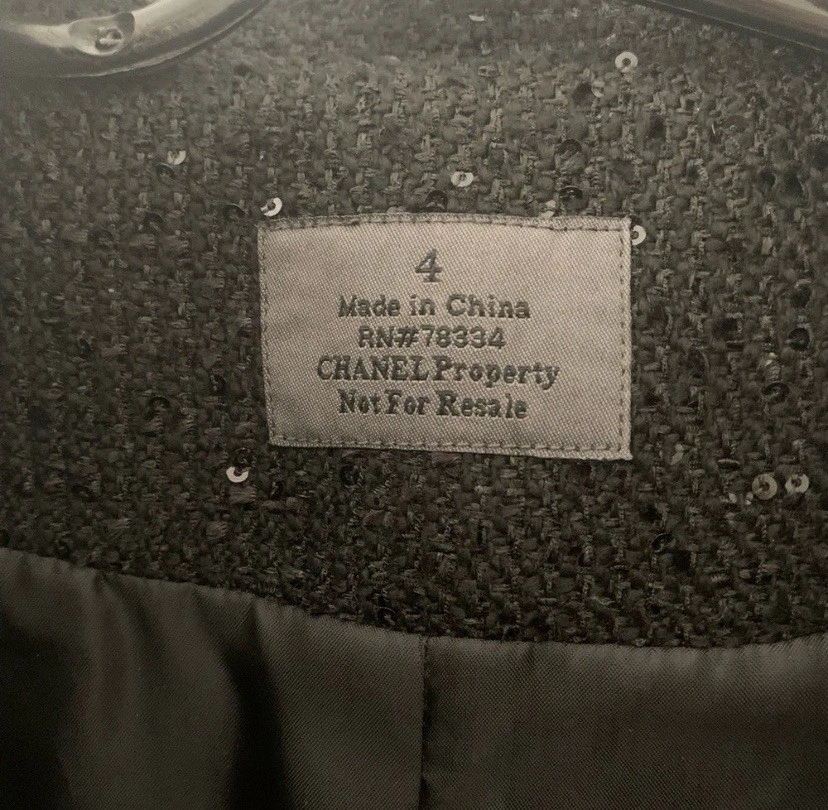 4
Made in China
RN#78334
CHANEL Property
Not For Resale